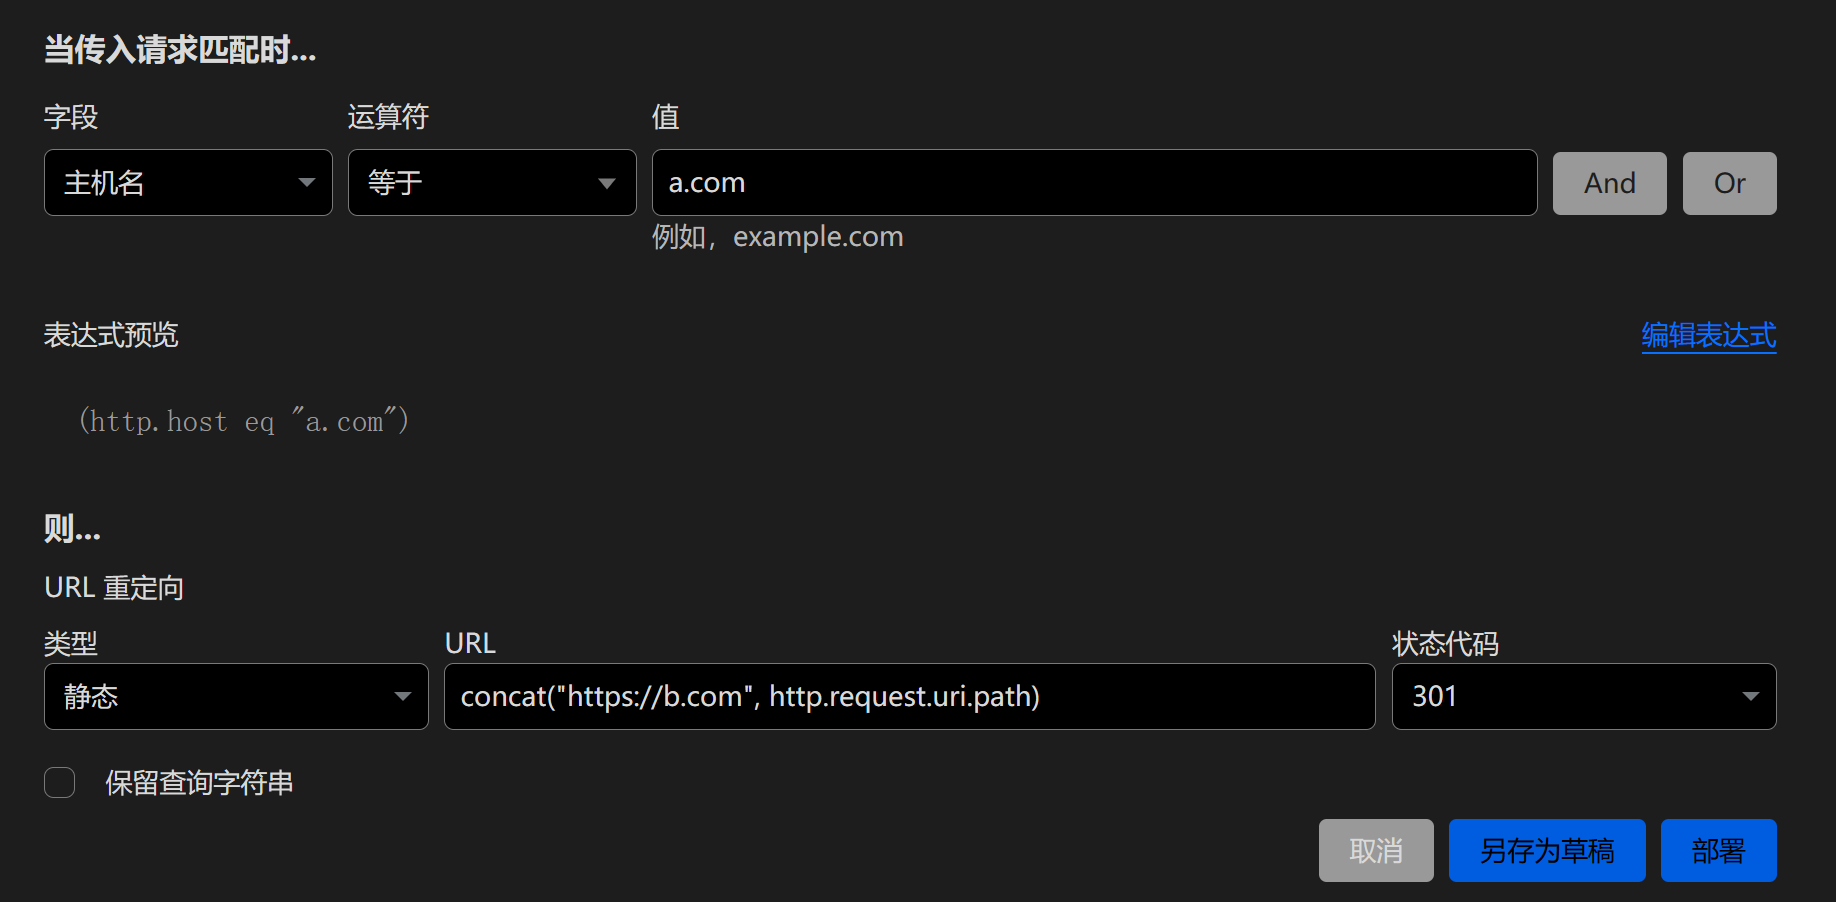 当传入请求匹配时...
字段 运算符 值
主机名 等于 a.com And Or
例如，example.com
表达式预览 编辑表达式
(http.host eq "a.com")
则...
URL 重定向
类型 URL 状态代码
静态 concat("https://b.com", http.request.uri.path) 301
保留查询字符串
取消 另存为草稿 部署